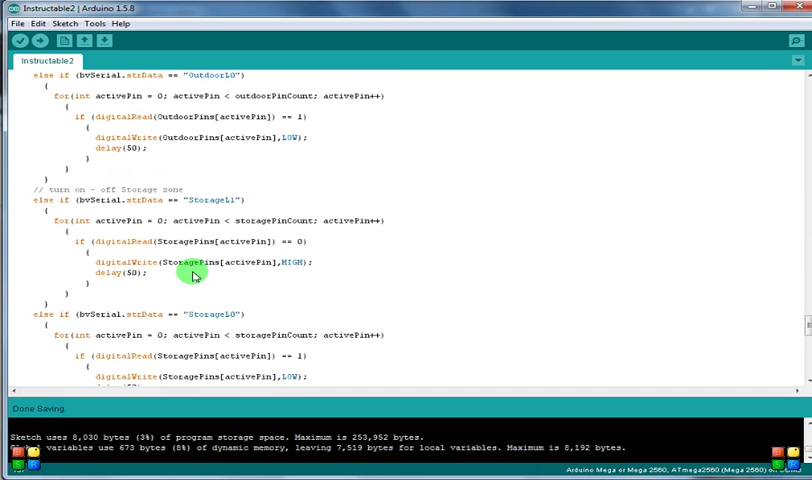 Instructable2 | Arduino 1.5.8
File Edit Sketch Tools Help
Instructable2
else if (bvSerial.strData == "OutdoorL0")
{
for(int activePin = 0; activePin < outdoorPinCount; activePin++)
{
if (digitalRead(OutdoorPins[activePin]) == 1)
{
digitalWrite(OutdoorPins[activePin],LOW);
delay(50);
}
}
}
// turn on - off Storage zone
else if (bvSerial.strData == "StorageL1")
{
for(int activePin = 0; activePin < storagePinCount; activePin++)
{
if (digitalRead(StoragePins[activePin]) == 0)
{
digitalWrite(StoragePins[activePin],HIGH);
delay(50);
}
}
}
else if (bvSerial.strData == "StorageL0")
{
for(int activePin = 0; activePin < storagePinCount; activePin++)
{
if (digitalRead(StoragePins[activePin]) == 1)
{
digitalWrite(StoragePins[activePin],LOW);
Done Saving.
Sketch uses 8,030 bytes (3%) of program storage space. Maximum is 253,952 bytes.
variables use 673 bytes (8%) of dynamic memory, leaving 7,519 bytes for local variables. Maximum is 8,192 bytes.
Arduino Mega or Mega 2560, ATmega2560 (Mega 2560) on